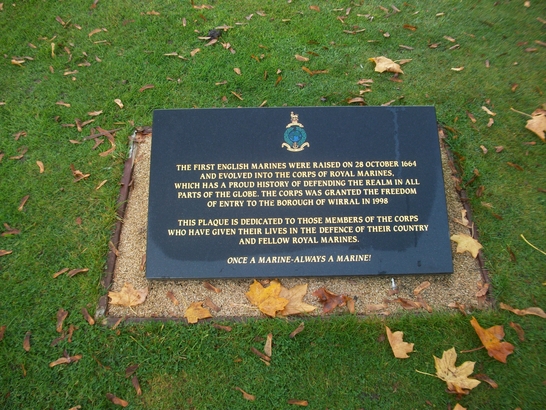 THE FIRST ENGLISH MARINES WERE RAISED ON 28 OCTOBER 1664
AND EVOLVED INTO THE CORPS OF ROYAL MARINES,
WHICH HAS A PROUD HISTORY OF DEFENDING THE REALM IN ALL
PARTS OF THE GLOBE. THE CORPS WAS GRANTED THE FREEDOM
OF ENTRY TO THE BOROUGH OF WIRRAL IN 1998
THIS PLAQUE IS DEDICATED TO THOSE MEMBERS OF THE CORPS
WHO HAVE GIVEN THEIR LIVES IN THE DEFENCE OF THEIR COUNTRY
AND FELLOW ROYAL MARINES.
ONCE A MARINE-ALWAYS A MARINE!